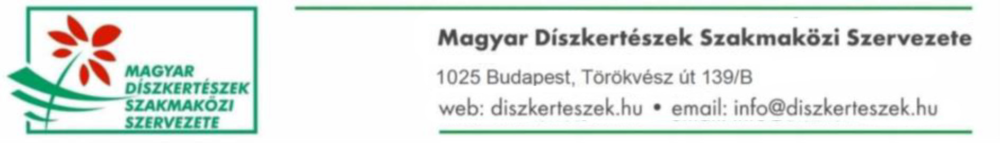 MAGYAR
DÍSZKERTÉSZEK
SZAKMAKÖZI
SZERVEZETE
Magyar Díszkertészek Szakmaközi Szervezete
1025 Budapest, Törökvész út 139/B
web: diszkerteszek.hu • email: info@diszkerteszek.hu